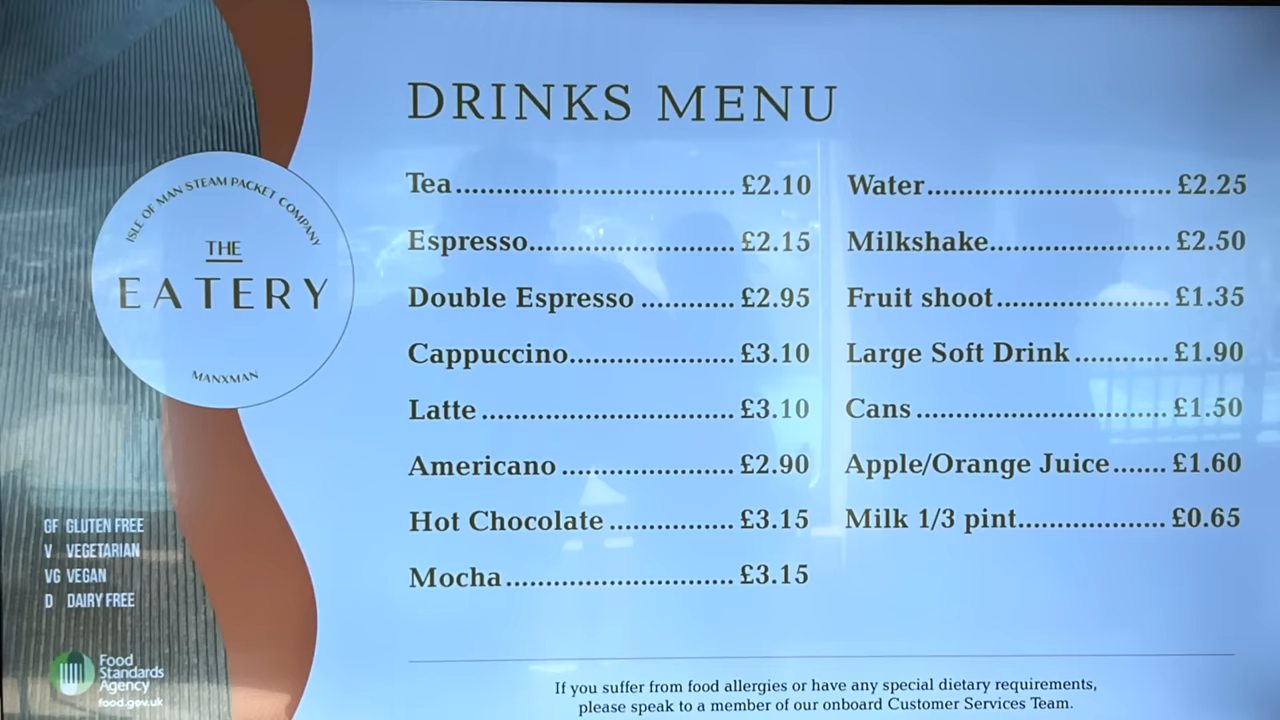 DRINKS MENU
Tea................................... £2.10
Espresso.......................... £2.15
Double Espresso ............ £2.95
Cappuccino..................... £3.10
Latte ................................ £3.10
Americano ...................... £2.90
Hot Chocolate ................ £3.15
Mocha............................. £3.15
Water............................... £2.25
Milkshake....................... £2.50
Fruit shoot...................... £1.35
Large Soft Drink ............ £1.90
Cans ................................ £1.50
Apple/Orange Juice....... £1.60
Milk 1/3 pint................... £0.65
ISLE OF MAN STEAM PACKET COMPANY
THE
EATERY
MANXMAN
GF GLUTEN FREE
V VEGETARIAN
VG VEGAN
D DAIRY FREE
Food
Standards
Agency
food.gov.uk
If you suffer from food allergies or have any special dietary requirements,
please speak to a member of our onboard Customer Services Team.